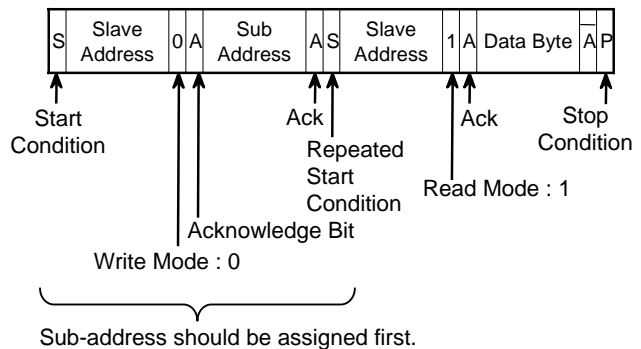 S Slave Address 0 A Sub Address A S Slave Address 1 A Data Byte A̅ P
Start Condition
Ack
Repeated Start Condition
Ack
Stop Condition
Read Mode : 1
Acknowledge Bit
Write Mode : 0
Sub-address should be assigned first.